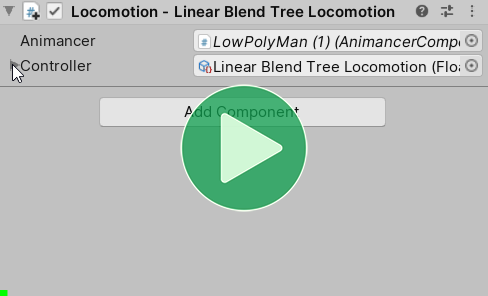 Locomotion - Linear Blend Tree Locomotion
Animancer LowPolyMan (1) (AnimancerCompo
Controller Linear Blend Tree Locomotion (Floa
Add Component